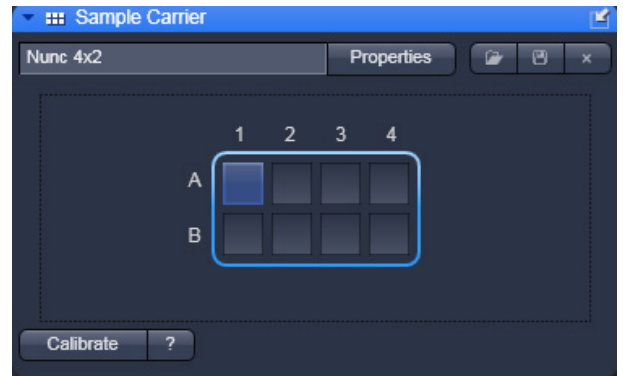 Sample Carrier
Nunc 4x2 Properties ×
1 2 3 4
A
B
Calibrate ?